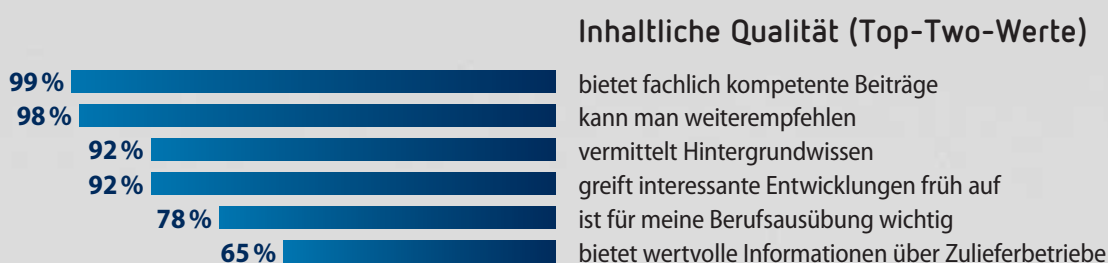 Inhaltliche Qualität (Top-Two-Werte)
99 % bietet fachlich kompetente Beiträge
98 % kann man weiterempfehlen
92 % vermittelt Hintergrundwissen
92 % greift interessante Entwicklungen früh auf
78 % ist für meine Berufsausübung wichtig
65 % bietet wertvolle Informationen über Zulieferbetriebe